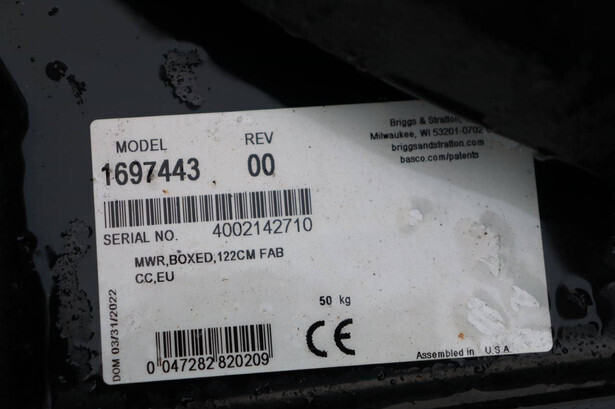 MODEL REV
1697443 00
SERIAL NO. 4002142710
MWR,BOXED,122CM FAB
CC,EU
50 kg
CE
DOM 03/31/2022
0 047282 820209
Briggs & Stratton,
Milwaukee, WI 53201-0702
briggsandstratton.com
basco.com/patents
Assembled in U.S.A.